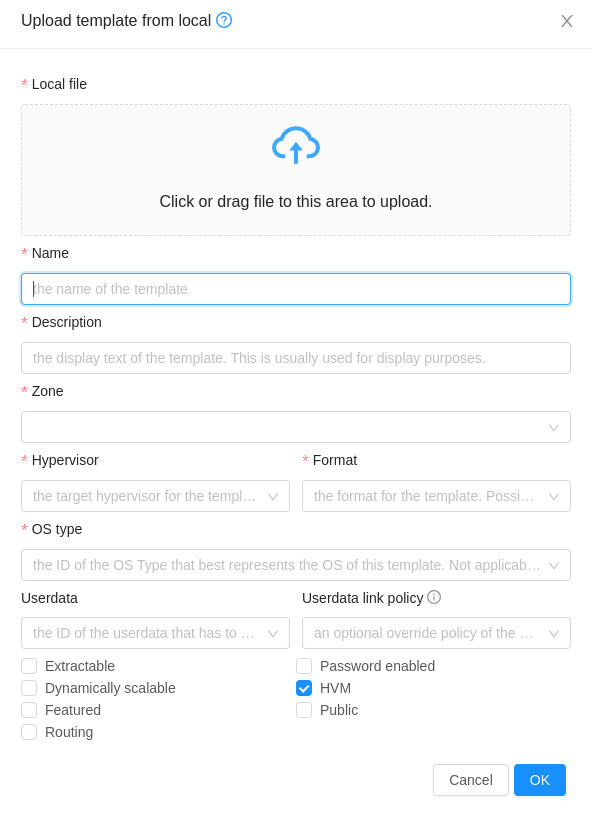 Upload template from local
* Local file
Click or drag file to this area to upload.
* Name
the name of the template
* Description
the display text of the template. This is usually used for display purposes.
* Zone
* Hypervisor * Format
the target hypervisor for the templ... the format for the template. Possi...
* OS type
the ID of the OS Type that best represents the OS of this template. Not applicab...
Userdata Userdata link policy
the ID of the userdata that has to ... an optional override policy of the ...
Extractable Password enabled
Dynamically scalable HVM
Featured Public
Routing
Cancel OK